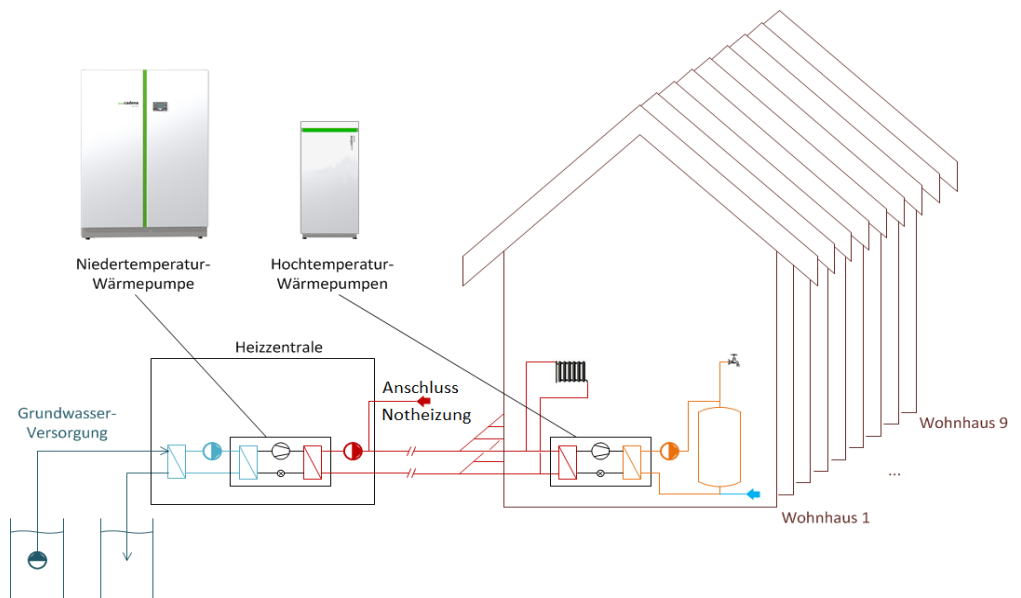 Niedertemperatur-
Wärmepumpe
Hochtemperatur-
Wärmepumpen
Heizzentrale
Anschluss
Notheizung
Grundwasser-
Versorgung
Wohnhaus 9
...
Wohnhaus 1